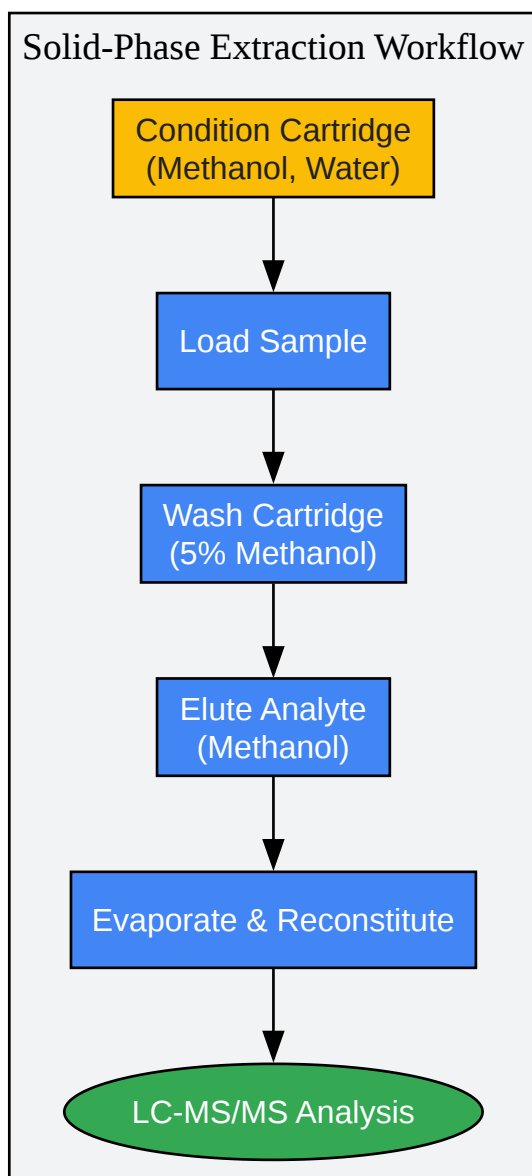 Solid-Phase Extraction Workflow
Condition Cartridge
(Methanol, Water)
Load Sample
Wash Cartridge
(5% Methanol)
Elute Analyte
(Methanol)
Evaporate & Reconstitute
LC-MS/MS Analysis